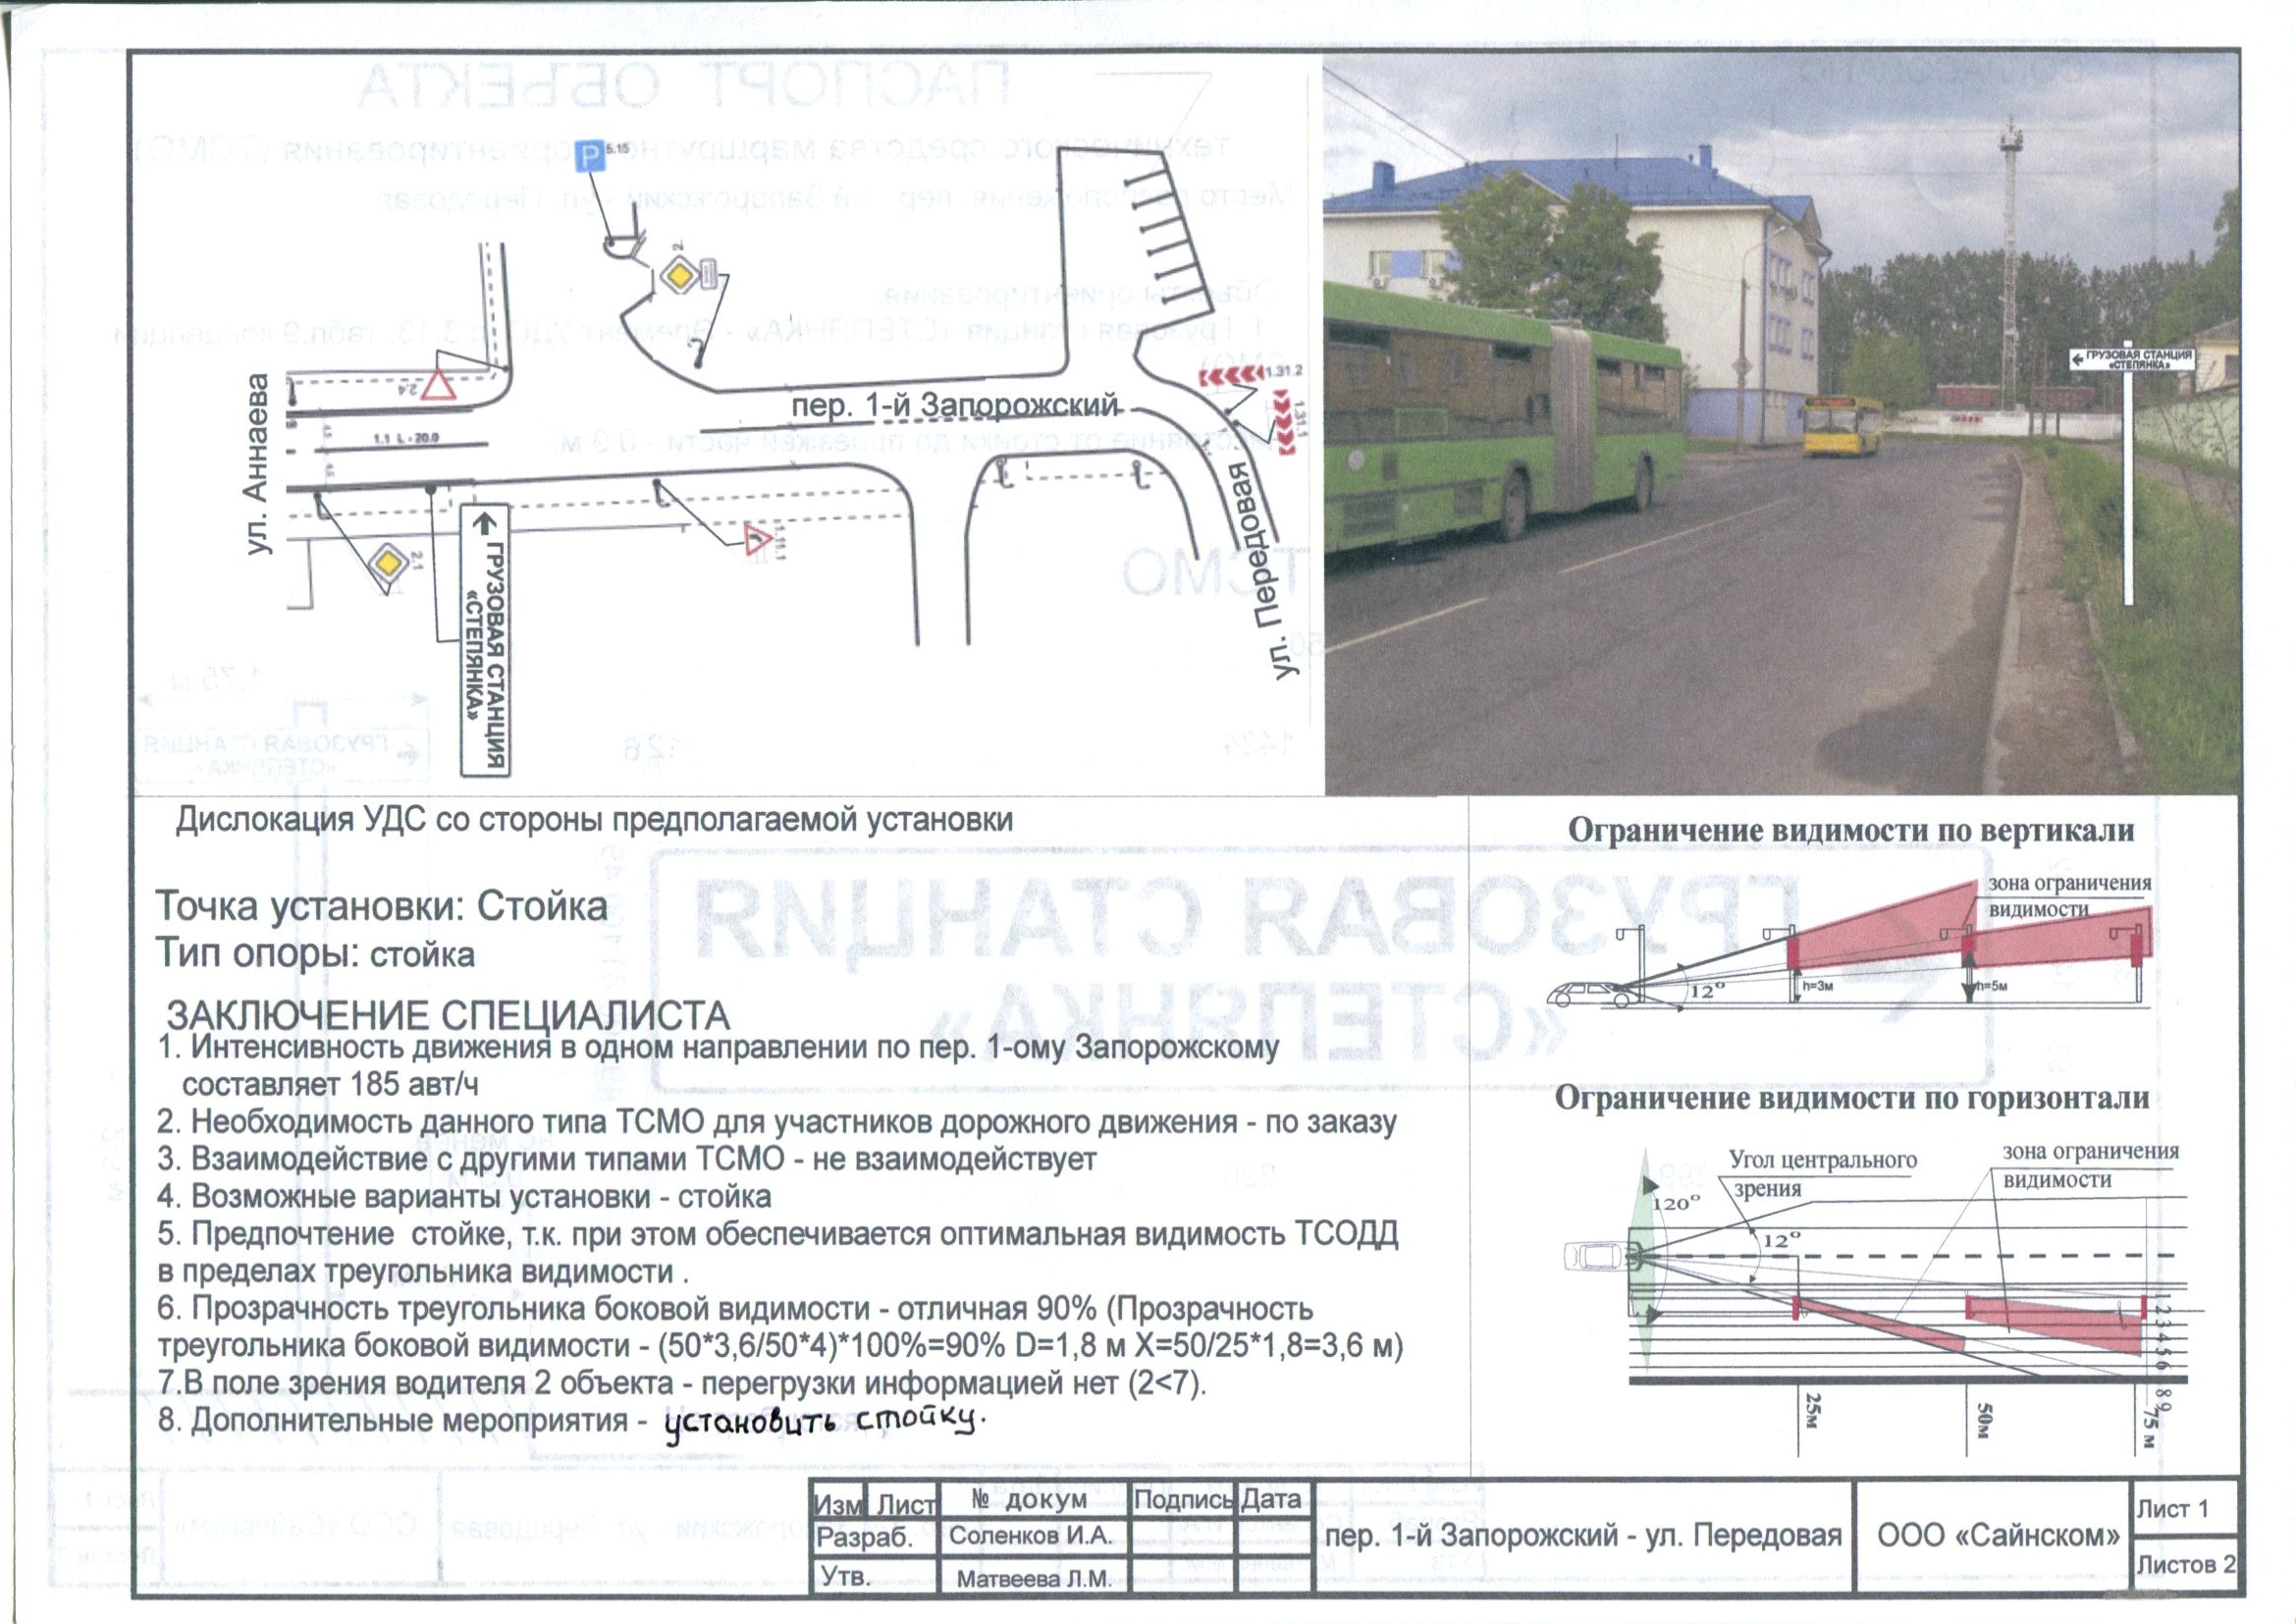 P 5.15
2.
2.4
1.31.2
1.31.1
пер. 1-й Запорожский
ул. Аннаева
1.1 L - 20.0
ул. Передовая
2.1
1.11.1
ГРУЗОВАЯ СТАНЦИЯ
«СТЕПЯНКА»
ГРУЗОВАЯ СТАНЦИЯ
«СТЕПЯНКА»
Дислокация УДС со стороны предполагаемой установки
Точка установки: Стойка
Тип опоры: стойка
ЗАКЛЮЧЕНИЕ СПЕЦИАЛИСТА
1. Интенсивность движения в одном направлении по пер. 1-ому Запорожскому
составляет 185 авт/ч
2. Необходимость данного типа ТСМО для участников дорожного движения - по заказу
3. Взаимодействие с другими типами ТСМО - не взаимодействует
4. Возможные варианты установки - стойка
5. Предпочтение стойке, т.к. при этом обеспечивается оптимальная видимость ТСОДД
в пределах треугольника видимости .
6. Прозрачность треугольника боковой видимости - отличная 90% (Прозрачность
треугольника боковой видимости - (50*3,6/50*4)*100%=90% D=1,8 м X=50/25*1,8=3,6 м)
7. В поле зрения водителя 2 объекта - перегрузки информацией нет (2<7).
8. Дополнительные мероприятия - установить стойку.
Ограничение видимости по вертикали
зона ограничения
видимости
12°
h=3м
h=5м
Ограничение видимости по горизонтали
Угол центрального
зрения
зона ограничения
видимости
120°
12°
1 2 3 4 5 6 8 9
25м
50м
75 м
Изм Лист № докум Подпись Дата
Разраб. Соленков И.А.
Утв. Матвеева Л.М.
пер. 1-й Запорожский - ул. Передовая
ООО «Сайнском»
Лист 1
Листов 2